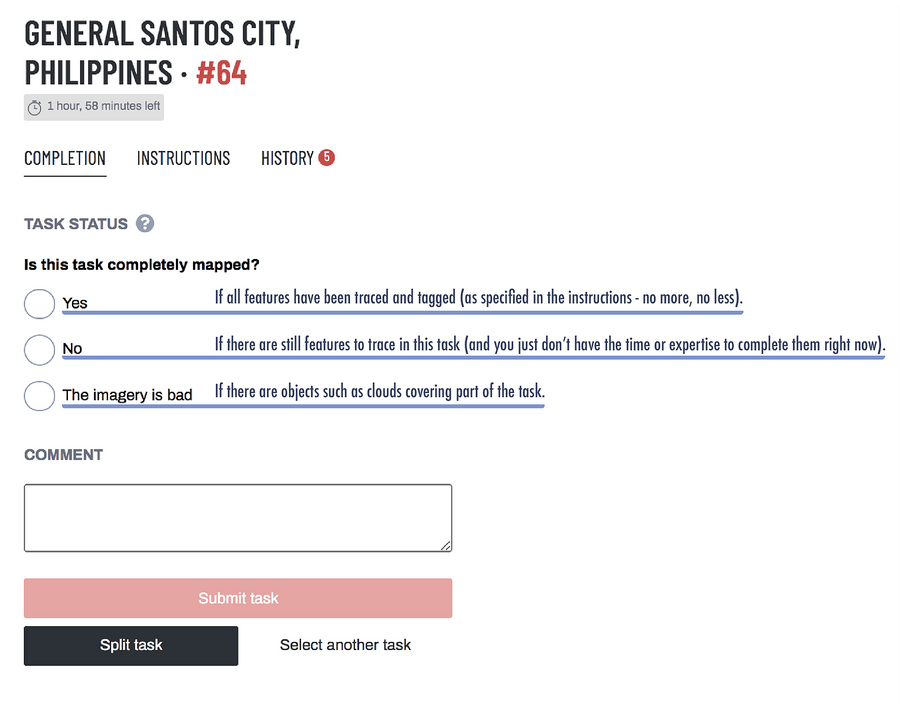 GENERAL SANTOS CITY,
PHILIPPINES · #64
1 hour, 58 minutes left
COMPLETION INSTRUCTIONS HISTORY 5
TASK STATUS ?
Is this task completely mapped?
Yes If all features have been traced and tagged (as specified in the instructions - no more, no less).
No If there are still features to trace in this task (and you just don't have the time or expertise to complete them right now).
The imagery is bad If there are objects such as clouds covering part of the task.
COMMENT
Submit task
Split task Select another task